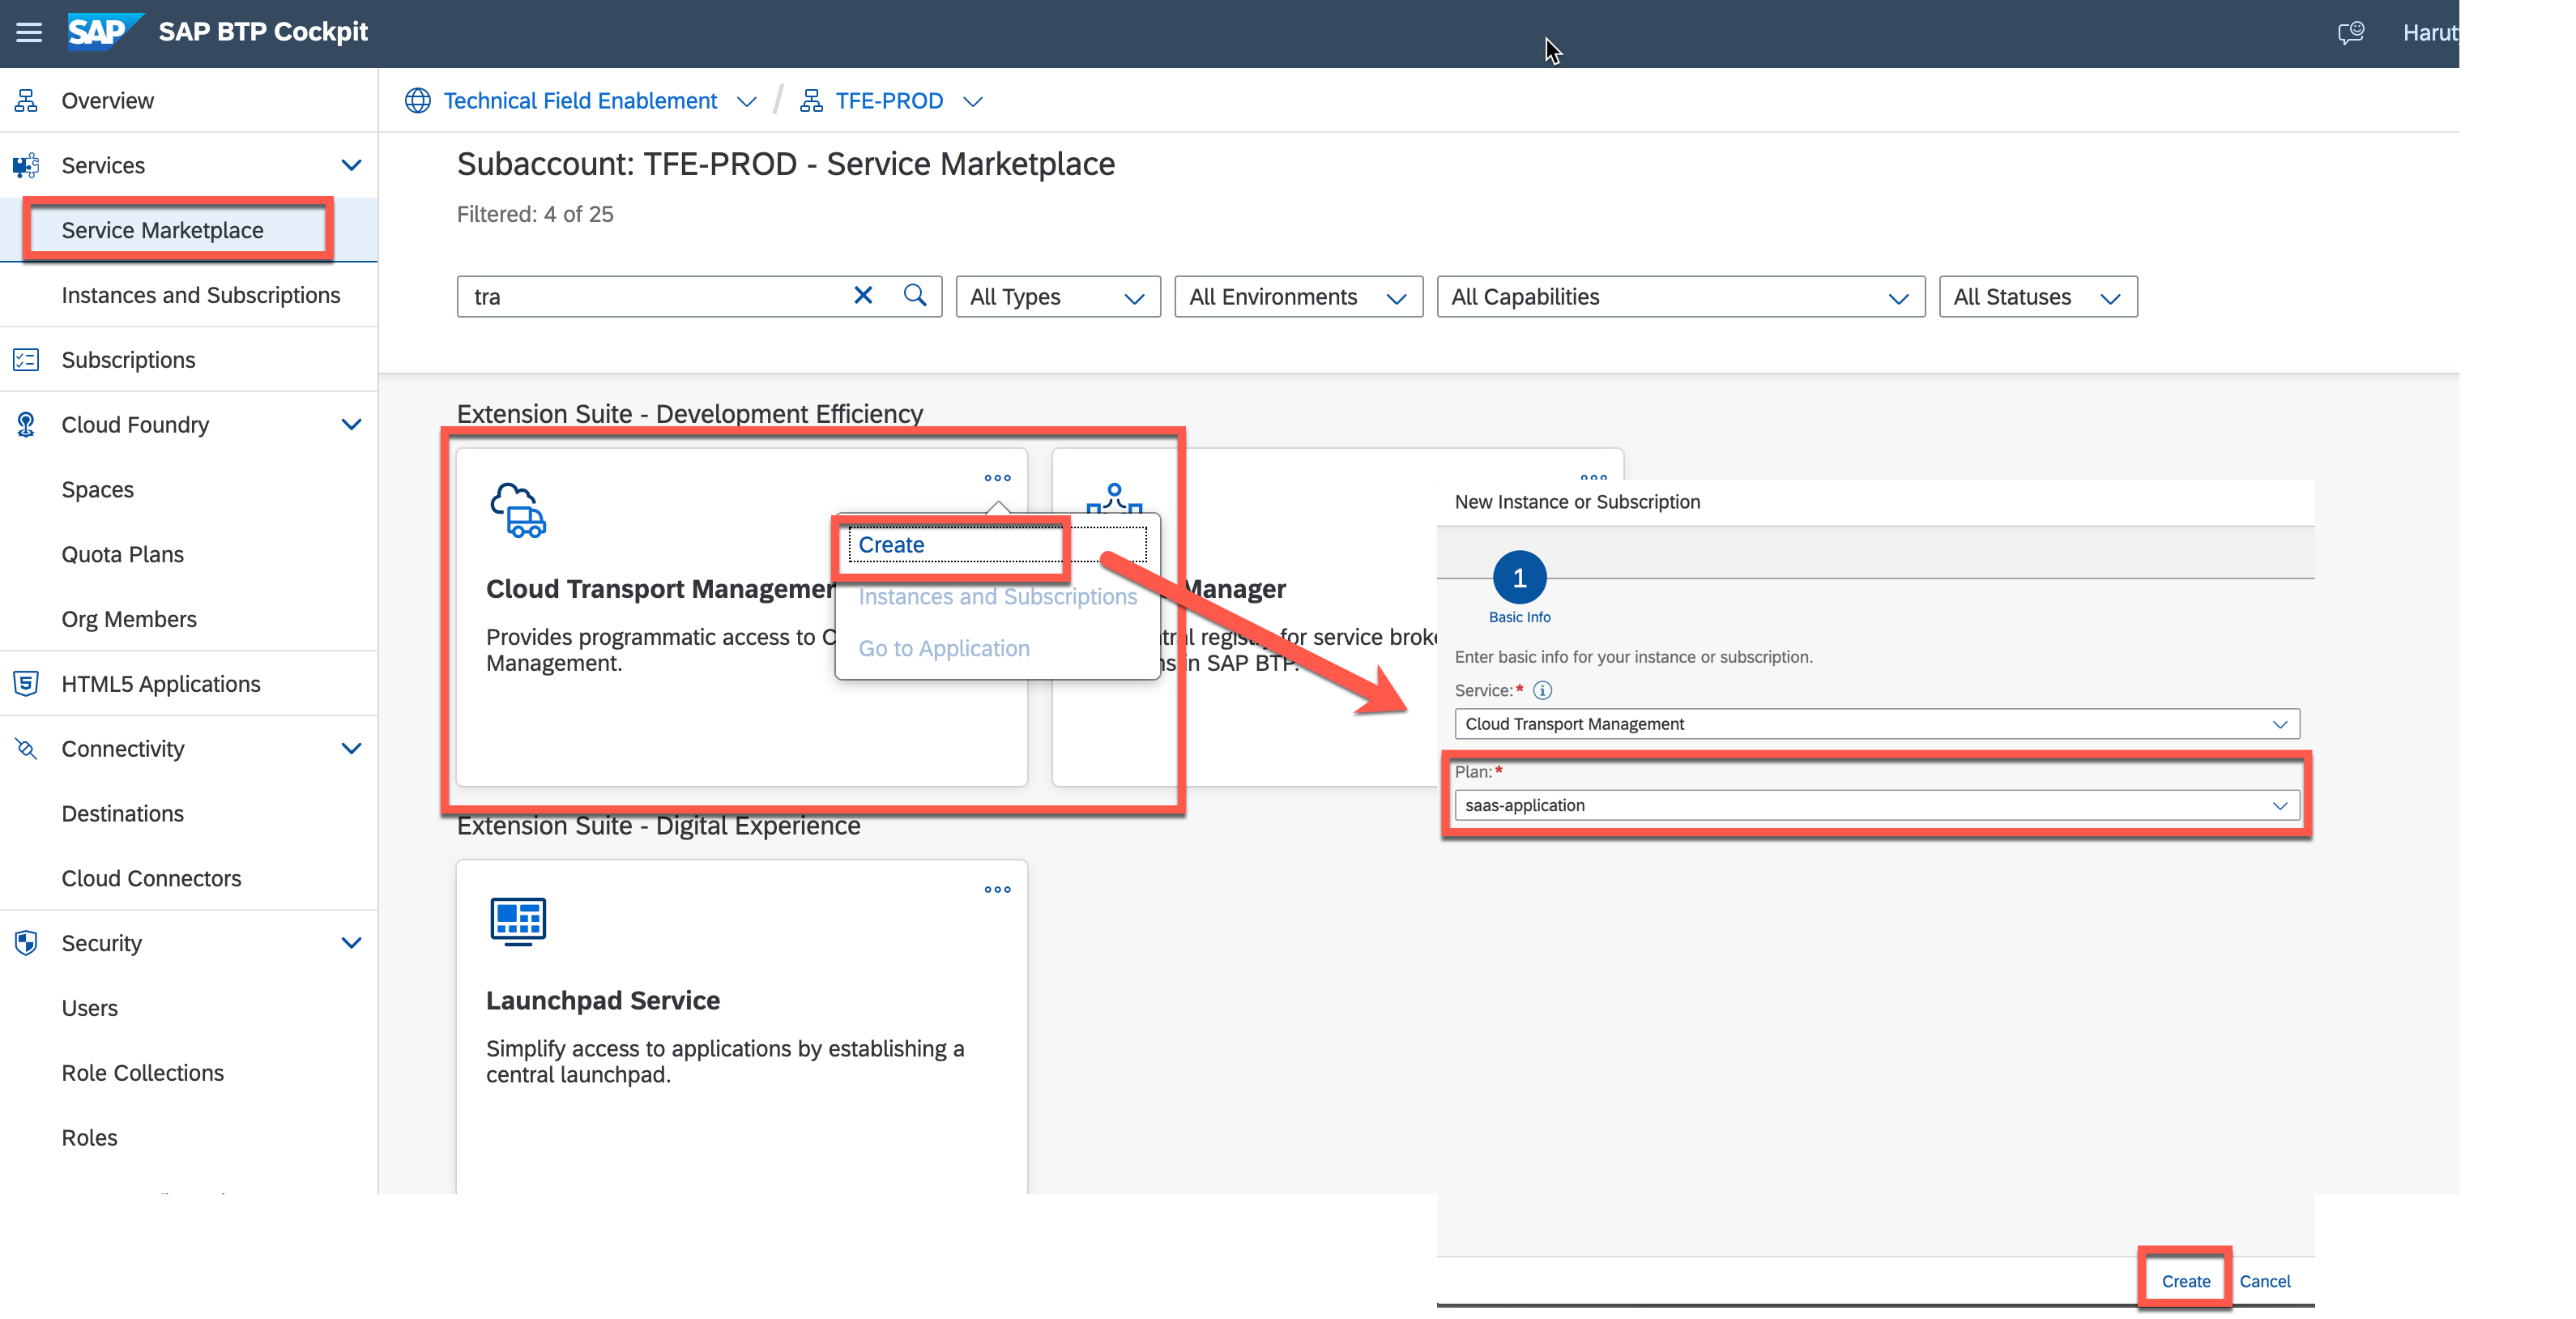 SAP SAP BTP Cockpit
Harut
Overview
Services
Service Marketplace
Instances and Subscriptions
Subscriptions
Cloud Foundry
Spaces
Quota Plans
Org Members
HTML5 Applications
Connectivity
Destinations
Cloud Connectors
Security
Users
Role Collections
Roles
Technical Field Enablement / TFE-PROD
Subaccount: TFE-PROD - Service Marketplace
Filtered: 4 of 25
tra
All Types
All Environments
All Capabilities
All Statuses
Extension Suite - Development Efficiency
Cloud Transport Managemen
Provides programmatic access to C
Management.
Create
Instances and Subscriptions
Go to Application
Manager
for service broke
in SAP BTP.
Extension Suite - Digital Experience
Launchpad Service
Simplify access to applications by establishing a
central launchpad.
New Instance or Subscription
1
Basic Info
Enter basic info for your instance or subscription.
Service:*
Cloud Transport Management
Plan:*
saas-application
Create
Cancel